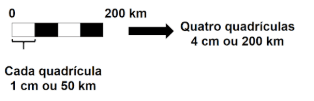 0 200 km
Quatro quadrículas
4 cm ou 200 km
Cada quadrícula
1 cm ou 50 km